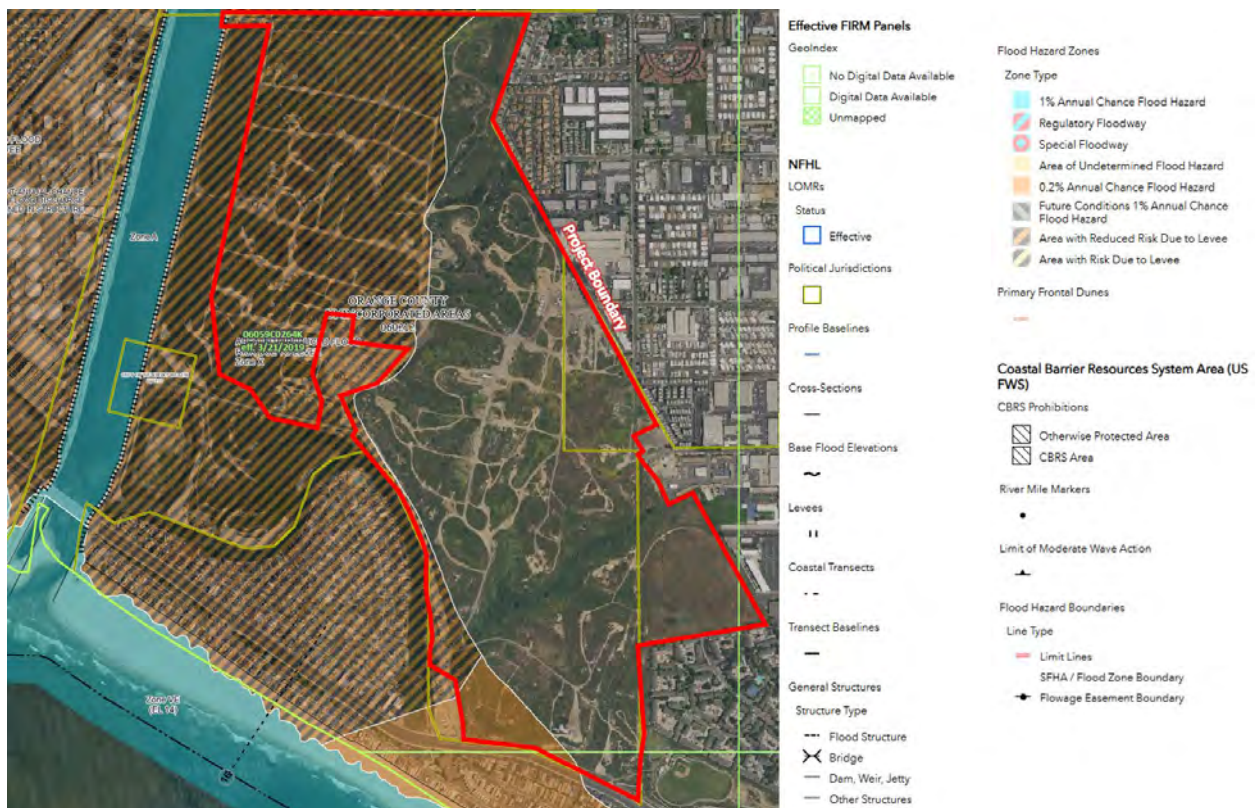 Zone A
Project Boundary
ORANGE COUNTY
06059C0264K
eff. 3/21/2019
Zone X
Zone VE
(EL 14)
Effective FIRM Panels
GeoIndex
No Digital Data Available
Digital Data Available
Unmapped
NFHL
LOMRs
Status
Effective
Political Jurisdictions
Profile Baselines
Cross-Sections
Base Flood Elevations
Levees
Coastal Transects
Transect Baselines
General Structures
Structure Type
Flood Structure
Bridge
Dam, Weir, Jetty
Other Structures
Flood Hazard Zones
Zone Type
1% Annual Chance Flood Hazard
Regulatory Floodway
Special Floodway
Area of Undetermined Flood Hazard
0.2% Annual Chance Flood Hazard
Future Conditions 1% Annual Chance
Flood Hazard
Area with Reduced Risk Due to Levee
Area with Risk Due to Levee
Primary Frontal Dunes
Coastal Barrier Resources System Area (US
FWS)
CBRS Prohibitions
Otherwise Protected Area
CBRS Area
River Mile Markers
Limit of Moderate Wave Action
Flood Hazard Boundaries
Line Type
Limit Lines
SFHA / Flood Zone Boundary
Flowage Easement Boundary